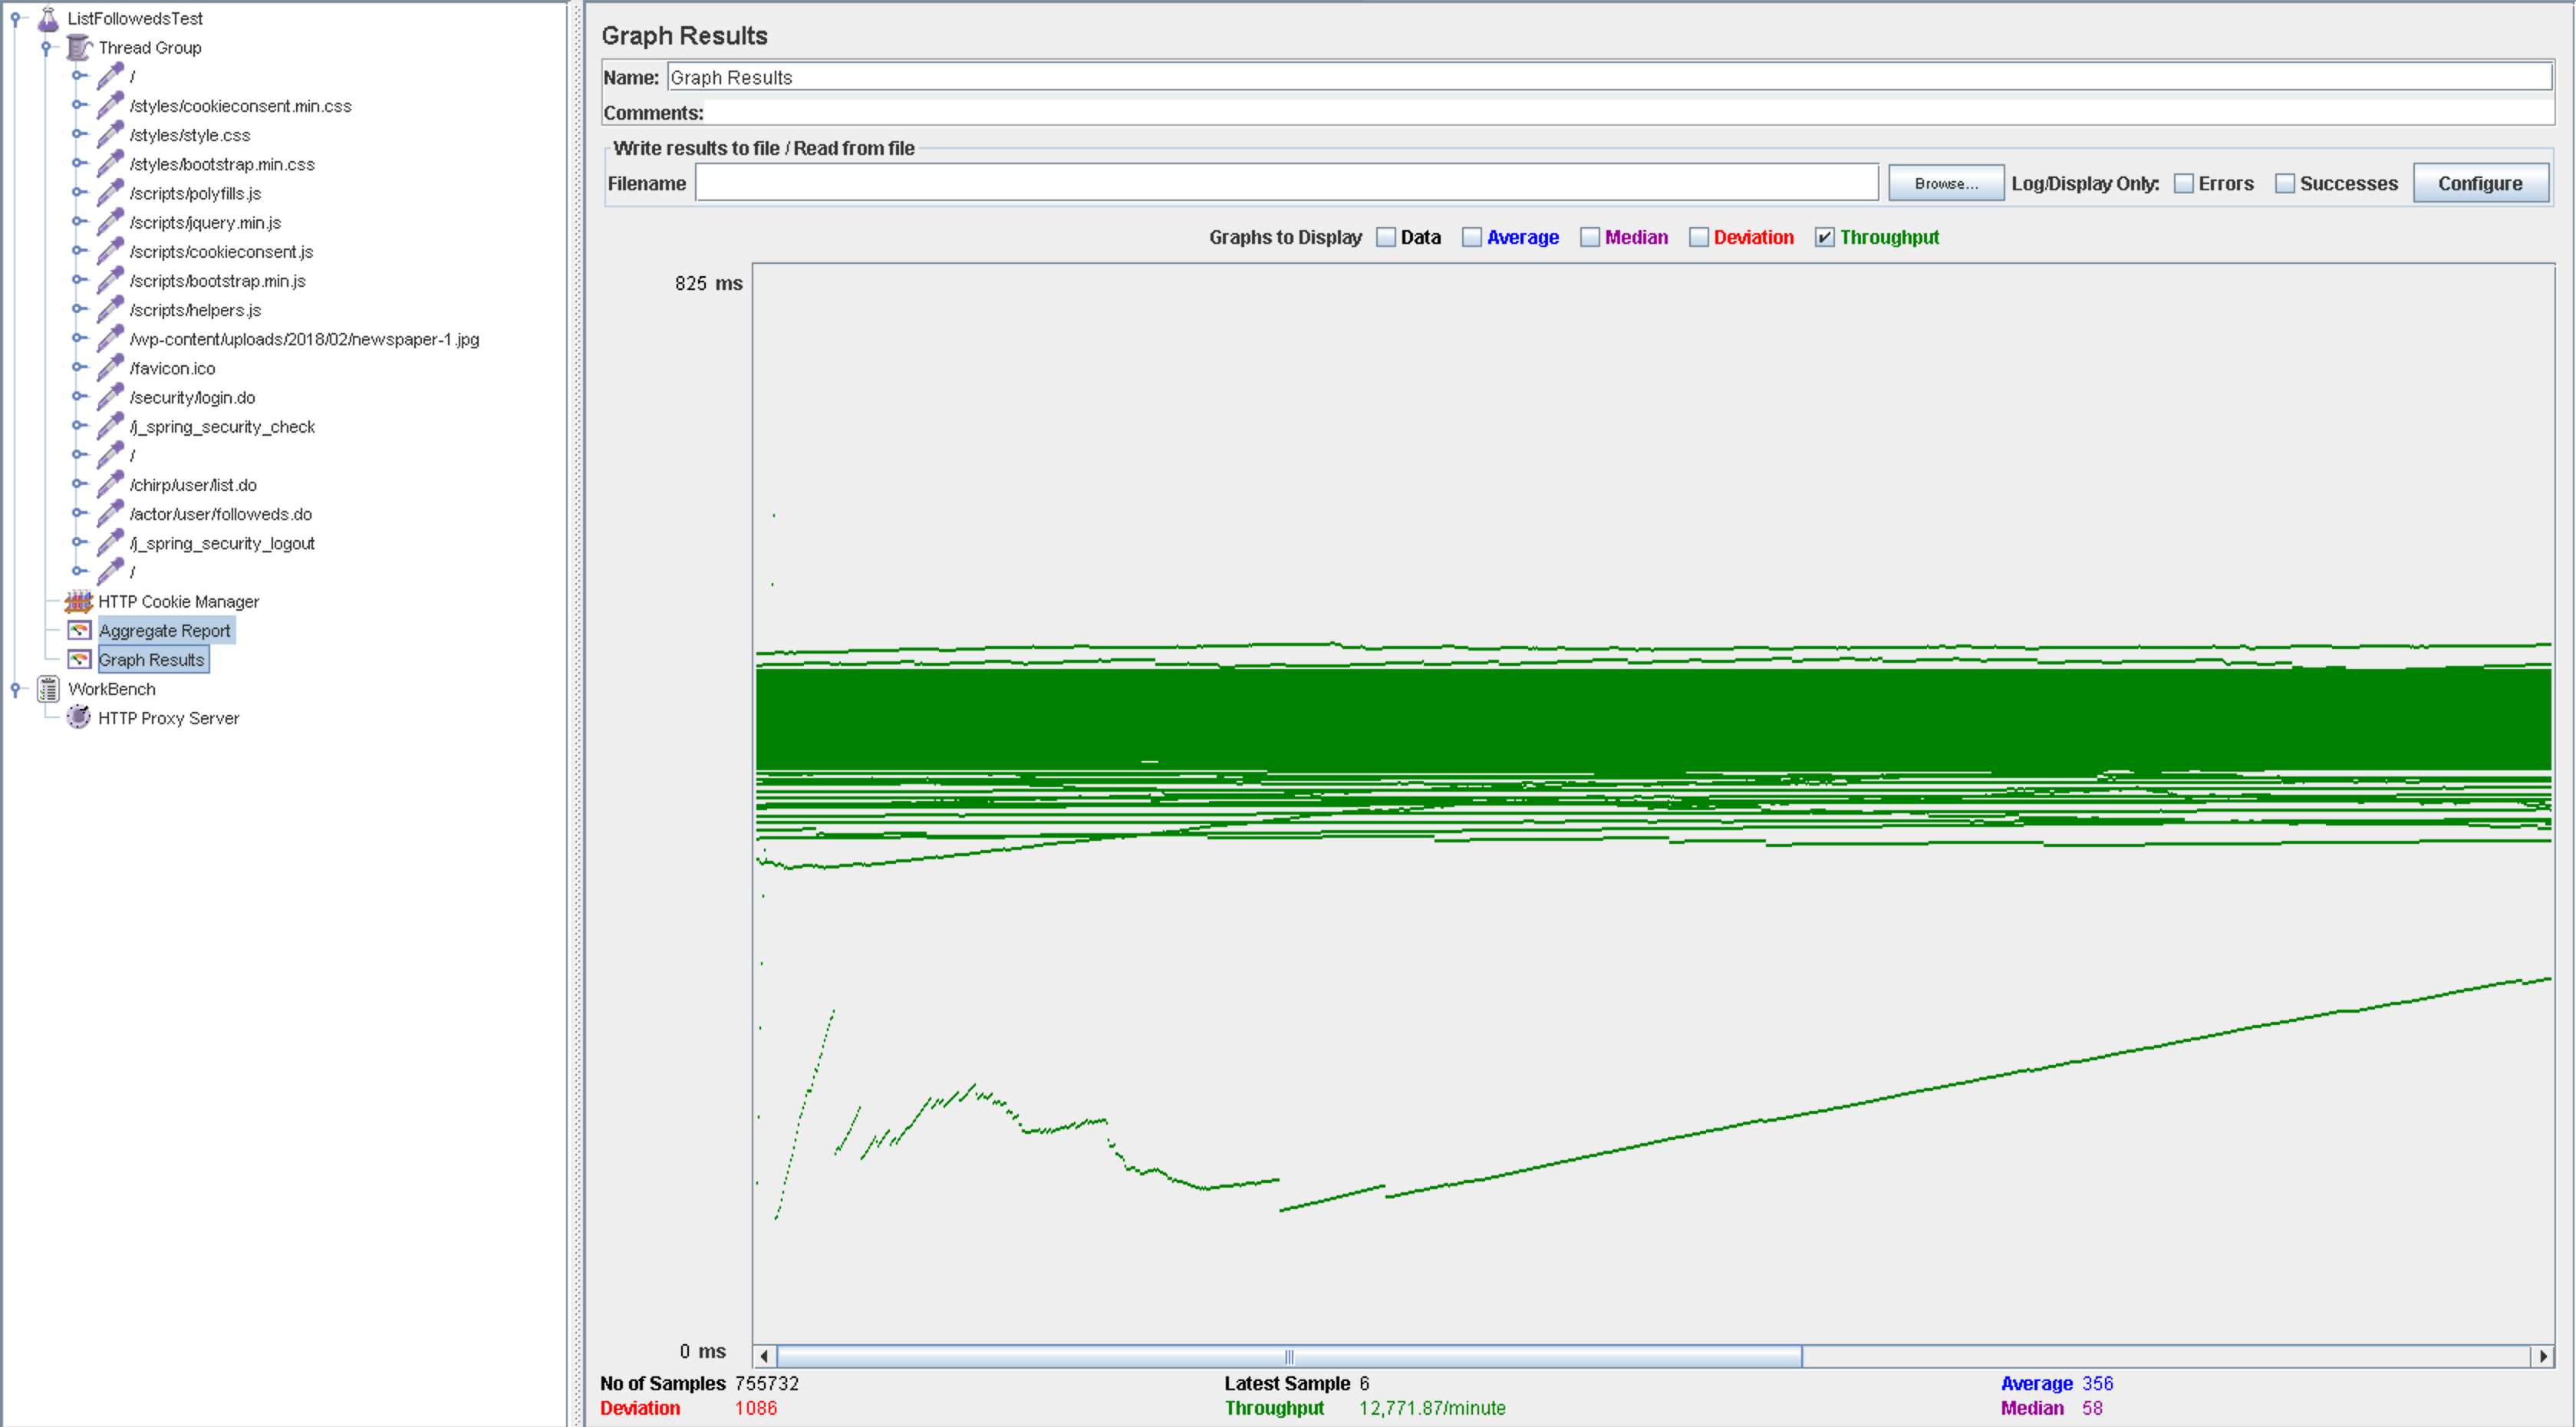 ListFollowedsTest
Thread Group
/
/styles/cookieconsent.min.css
/styles/style.css
/styles/bootstrap.min.css
/scripts/polyfills.js
/scripts/jquery.min.js
/scripts/cookieconsent.js
/scripts/bootstrap.min.js
/scripts/helpers.js
/wp-content/uploads/2018/02/newspaper-1.jpg
/favicon.ico
/security/login.do
/j_spring_security_check
/
/chirp/user/list.do
/actor/user/followeds.do
/j_spring_security_logout
/
HTTP Cookie Manager
Aggregate Report
Graph Results
WorkBench
HTTP Proxy Server
Graph Results
Name: Graph Results
Comments:
Write results to file / Read from file
Filename Browse... Log/Display Only: Errors Successes Configure
Graphs to Display Data Average Median Deviation Throughput
825 ms
0 ms
No of Samples 755732 Latest Sample 6 Average 356
Deviation 1086 Throughput 12,771.87/minute Median 58